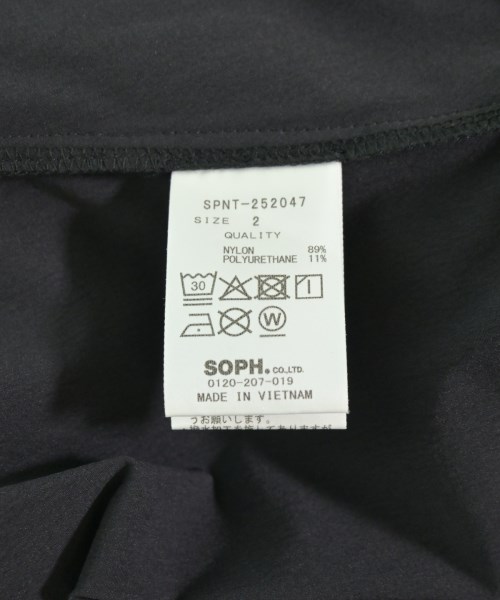 SPNT-252047
SIZE 2
QUALITY
NYLON 89%
POLYURETHANE 11%
30
W
SOPH. CO.,LTD.
0120-207-019
MADE IN VIETNAM
うお願いします。